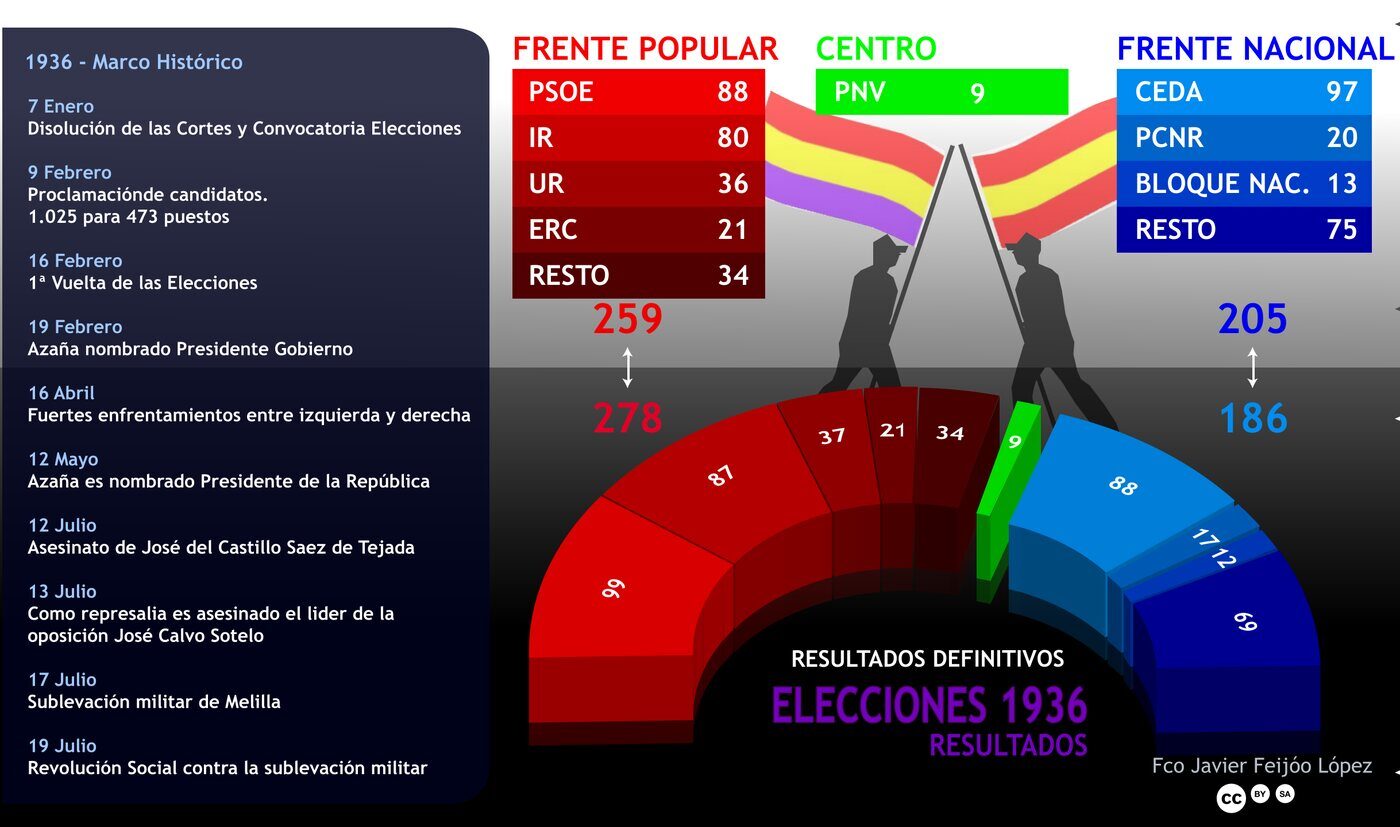 1936 - Marco Histórico
7 Enero
Disolución de las Cortes y Convocatoria Elecciones
9 Febrero
Proclamaciónde candidatos.
1.025 para 473 puestos
16 Febrero
1ª Vuelta de las Elecciones
19 Febrero
Azaña nombrado Presidente Gobierno
16 Abril
Fuertes enfrentamientos entre izquierda y derecha
12 Mayo
Azaña es nombrado Presidente de la República
12 Julio
Asesinato de José del Castillo Saez de Tejada
13 Julio
Como represalia es asesinado el lider de la
oposición José Calvo Sotelo
17 Julio
Sublevación militar de Melilla
19 Julio
Revolución Social contra la sublevación militar
FRENTE POPULAR
PSOE 88
IR 80
UR 36
ERC 21
RESTO 34
259
278
CENTRO
PNV 9
FRENTE NACIONAL
CEDA 97
PCNR 20
BLOQUE NAC. 13
RESTO 75
205
186
99 87 37 21 34 9 88 17 12 69
RESULTADOS DEFINITIVOS
ELECCIONES 1936
RESULTADOS
Fco Javier Feijóo López
cc BY SA